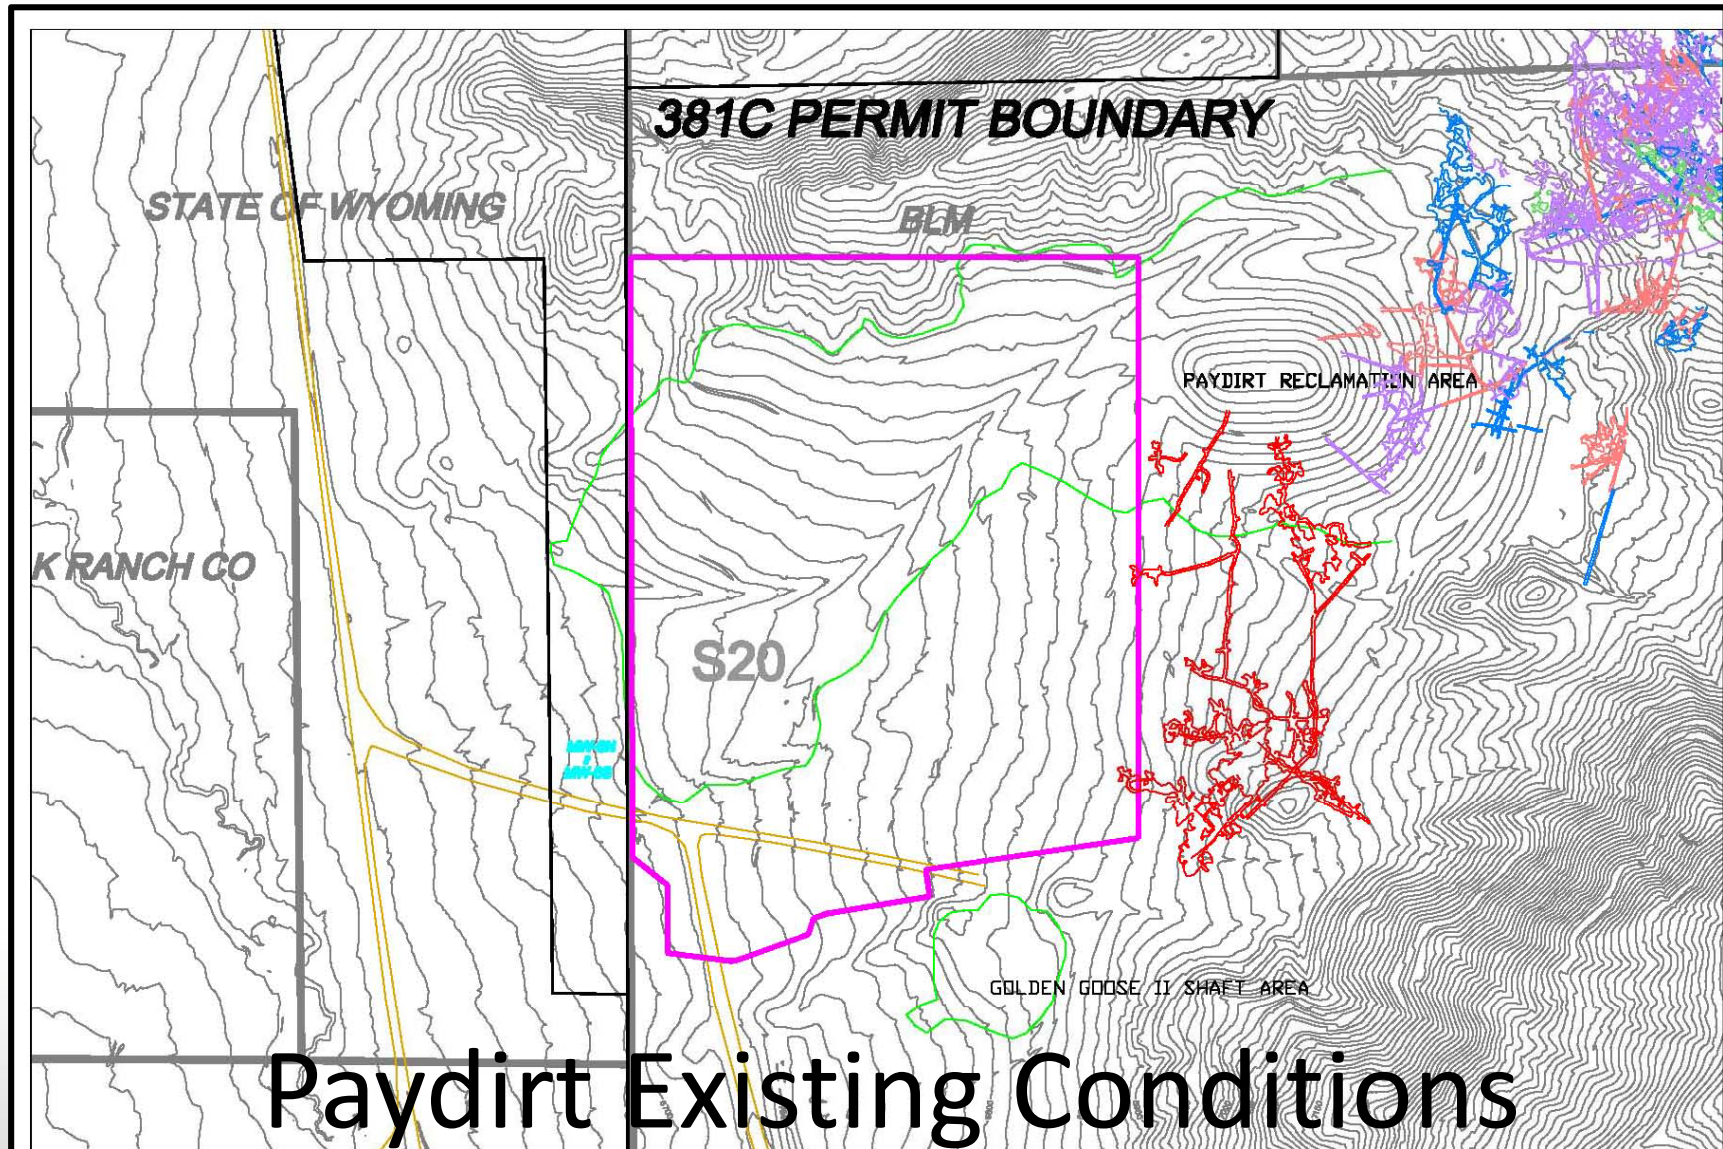 381C PERMIT BOUNDARY
STATE OF WYOMING
BLM
PAYDIRT RECLAMATION AREA
K RANCH CO
S20
GOLDEN GOOSE II SHAFT AREA
Paydirt Existing Conditions